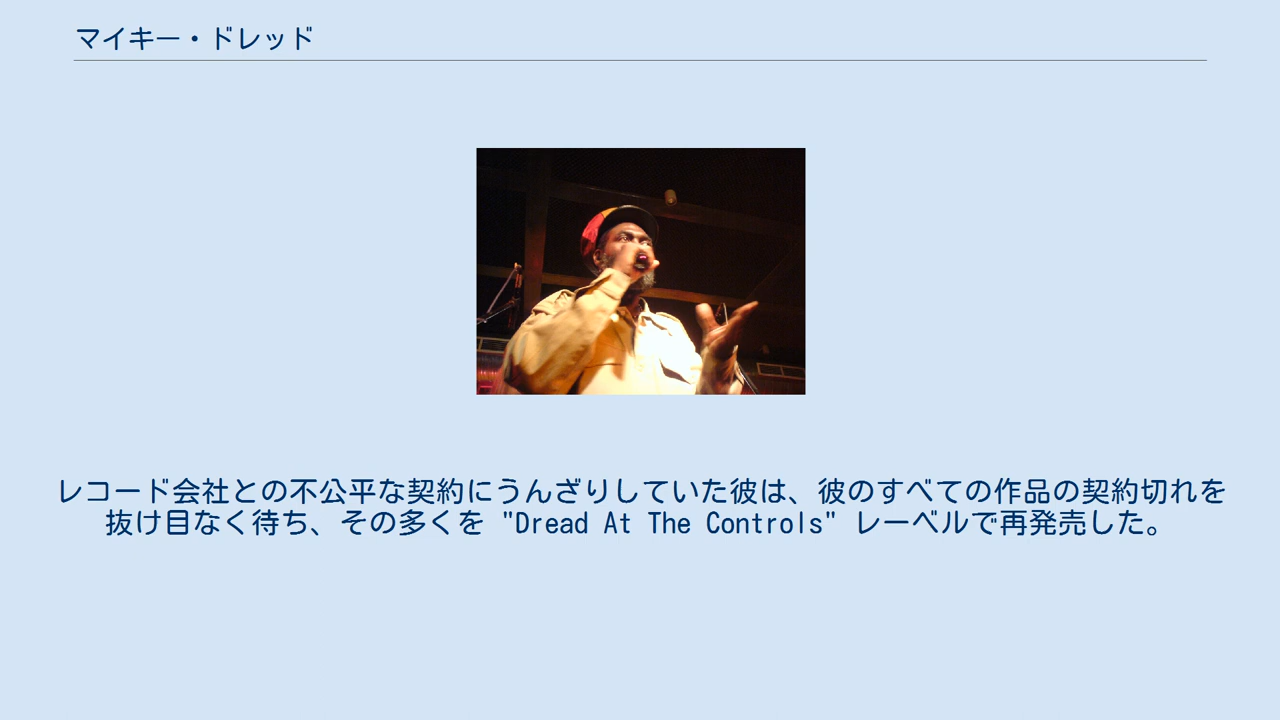 マイキー・ドレッド
レコード会社との不公平な契約にうんざりしていた彼は、彼のすべての作品の契約切れを
抜け目なく待ち、その多くを "Dread At The Controls" レーベルで再発売した。